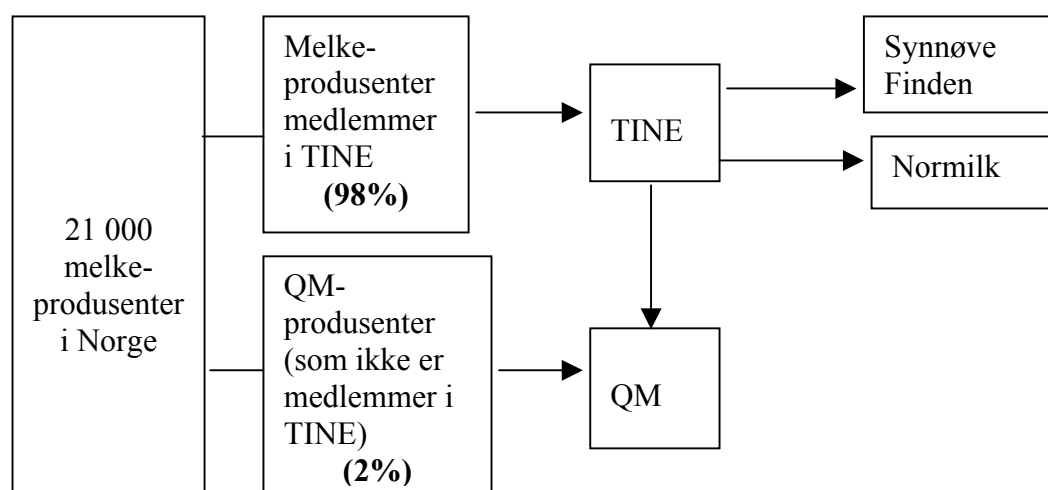 21 000
melke-
produsenter
i Norge
Melke-
produsenter
medlemmer
i TINE
(98%)
QM-
produsenter
(som ikke er
medlemmer i
TINE)
(2%)
TINE
QM
Synnøve
Finden
Normilk